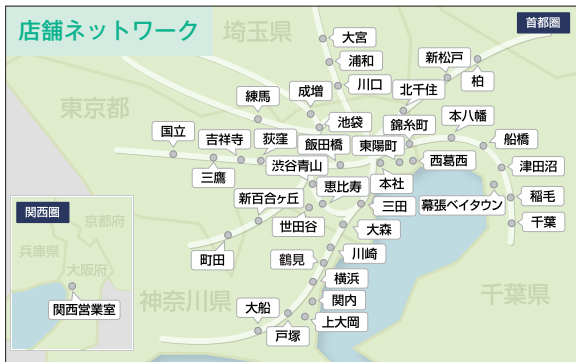 店舗ネットワーク
首都圏
埼玉県
大宮
浦和
川口
新松戸
柏
北千住
成増
池袋
練馬
東京都
国立
吉祥寺
荻窪
三鷹
飯田橋
錦糸町
東陽町
本八幡
船橋
西葛西
津田沼
渋谷青山
恵比寿
本社
幕張ベイタウン
稲毛
千葉
新百合ヶ丘
世田谷
三田
大森
町田
鶴見
川崎
横浜
関内
上大岡
大船
戸塚
神奈川県
千葉県
関西圏
京都府
兵庫県
大阪府
関西営業室